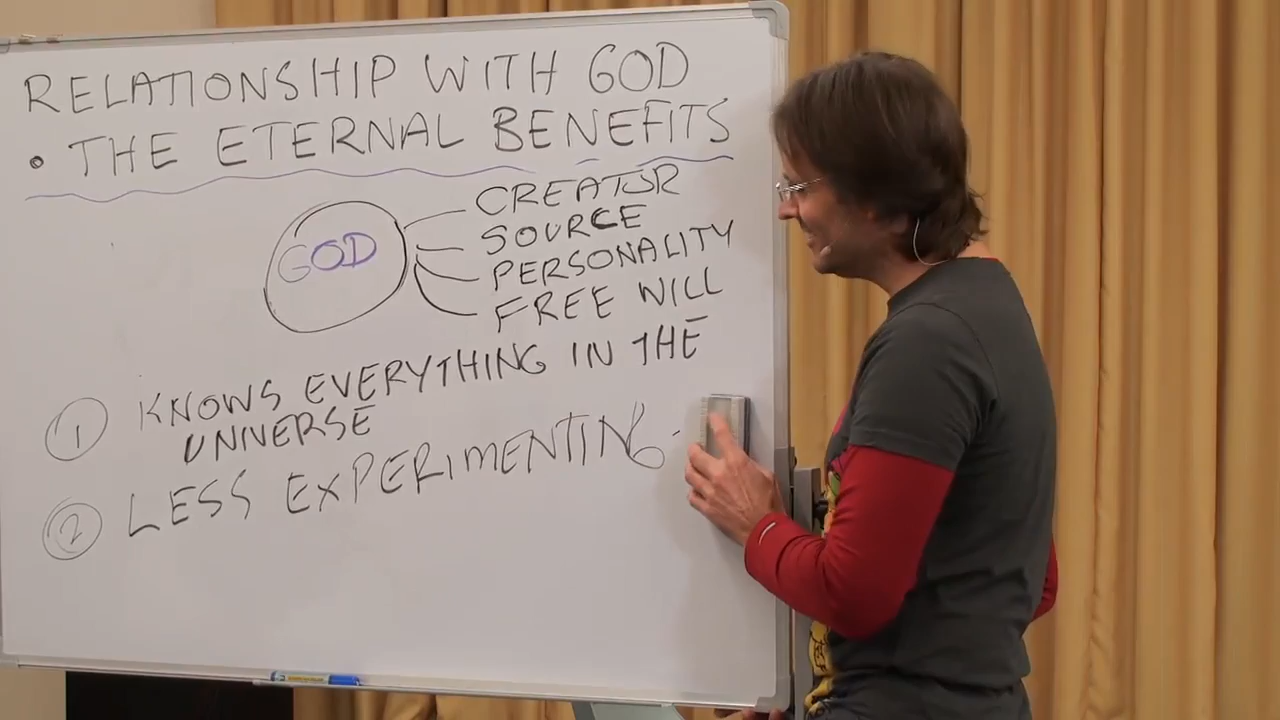 RELATIONSHIP WITH GOD
• THE ETERNAL BENEFITS
GOD
CREATOR
SOURCE
PERSONALITY
FREE WILL
1 KNOWS EVERYTHING IN THE
UNIVERSE
2 LESS EXPERIMENTING